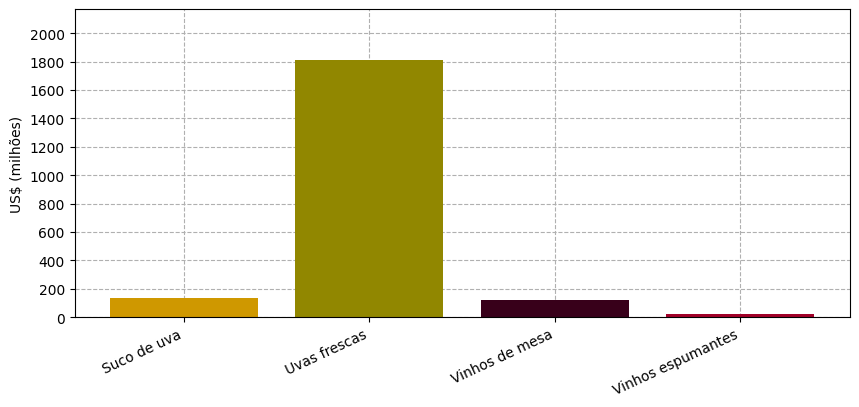 US$ (milhões)
2000
1800
1600
1400
1200
1000
800
600
400
200
0
Suco de uva
Uvas frescas
Vinhos de mesa
Vinhos espumantes